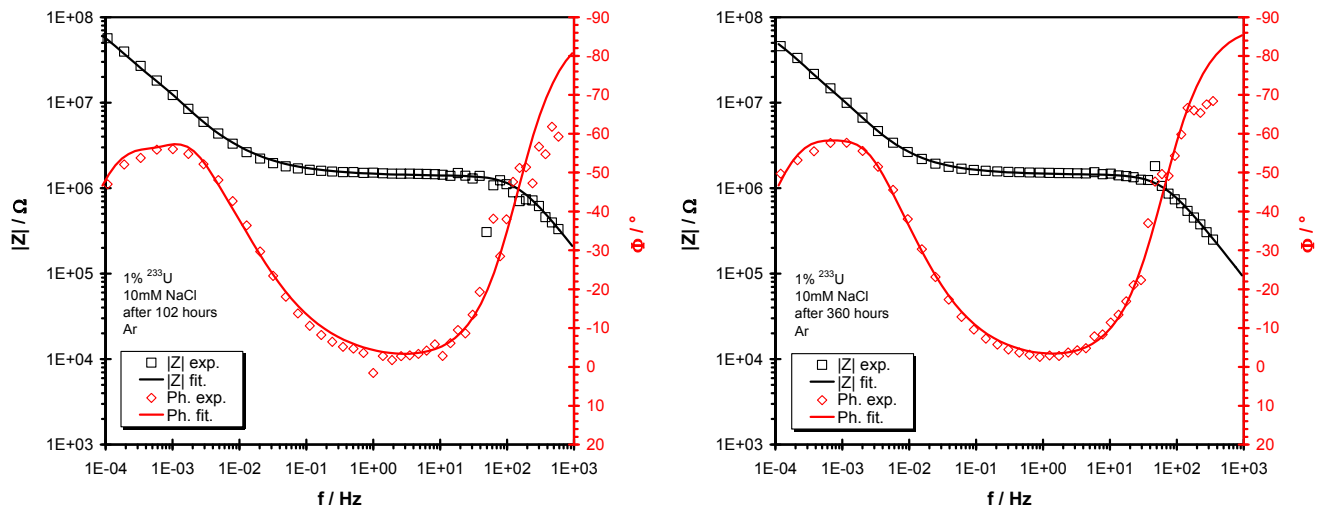 1E+08
1E+07
1E+06
1E+05
1E+04
1E+03
|Z| / Ω
-90
-80
-70
-60
-50
-40
-30
-20
-10
0
10
20
Φ / °
1% ²³³U
10mM NaCl
after 102 hours
Ar
|Z| exp.
|Z| fit.
Ph. exp.
Ph. fit.
1E-04 1E-03 1E-02 1E-01 1E+00 1E+01 1E+02 1E+03
f / Hz
1E+08
1E+07
1E+06
1E+05
1E+04
1E+03
|Z| / Ω
-90
-80
-70
-60
-50
-40
-30
-20
-10
0
10
20
Φ / °
1% ²³³U
10mM NaCl
after 360 hours
Ar
|Z| exp.
|Z| fit.
Ph. exp.
Ph. fit.
1E-04 1E-03 1E-02 1E-01 1E+00 1E+01 1E+02 1E+03
f / Hz